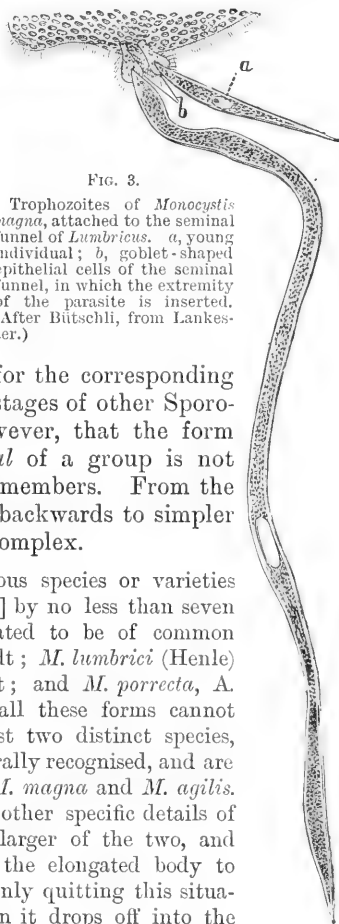 a
b
FIG. 3.
Trophozoites of Monocystis
magna, attached to the seminal
funnel of Lumbricus. a, young
individual; b, goblet-shaped
epithelial cells of the seminal
funnel, in which the extremity
of the parasite is inserted.
(After Bütschli, from Lankes-
ter.)
for the corresponding
stages of other Sporo-
vever, that the form
al of a group is not
members. From the
backwards to simpler
omplex.
ous species or varieties
] by no less than seven
ated to be of common
dt; M. lumbrici (Henle)
t; and M. porrecta, A.
all these forms cannot
st two distinct species,
rally recognised, and are
I. magna and M. agilis.
other specific details of
larger of the two, and
the elongated body to
only quitting this situa-
n it drops off into the